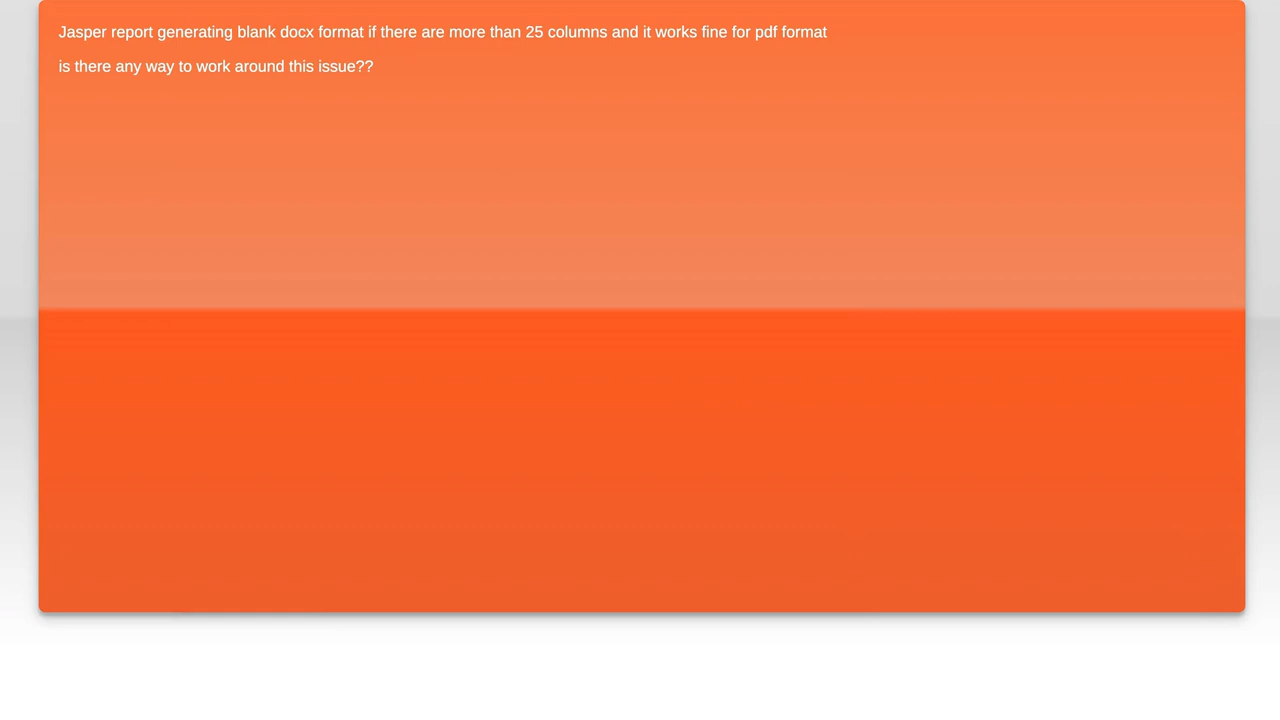 Jasper report generating blank docx format if there are more than 25 columns and it works fine for pdf format
is there any way to work around this issue??